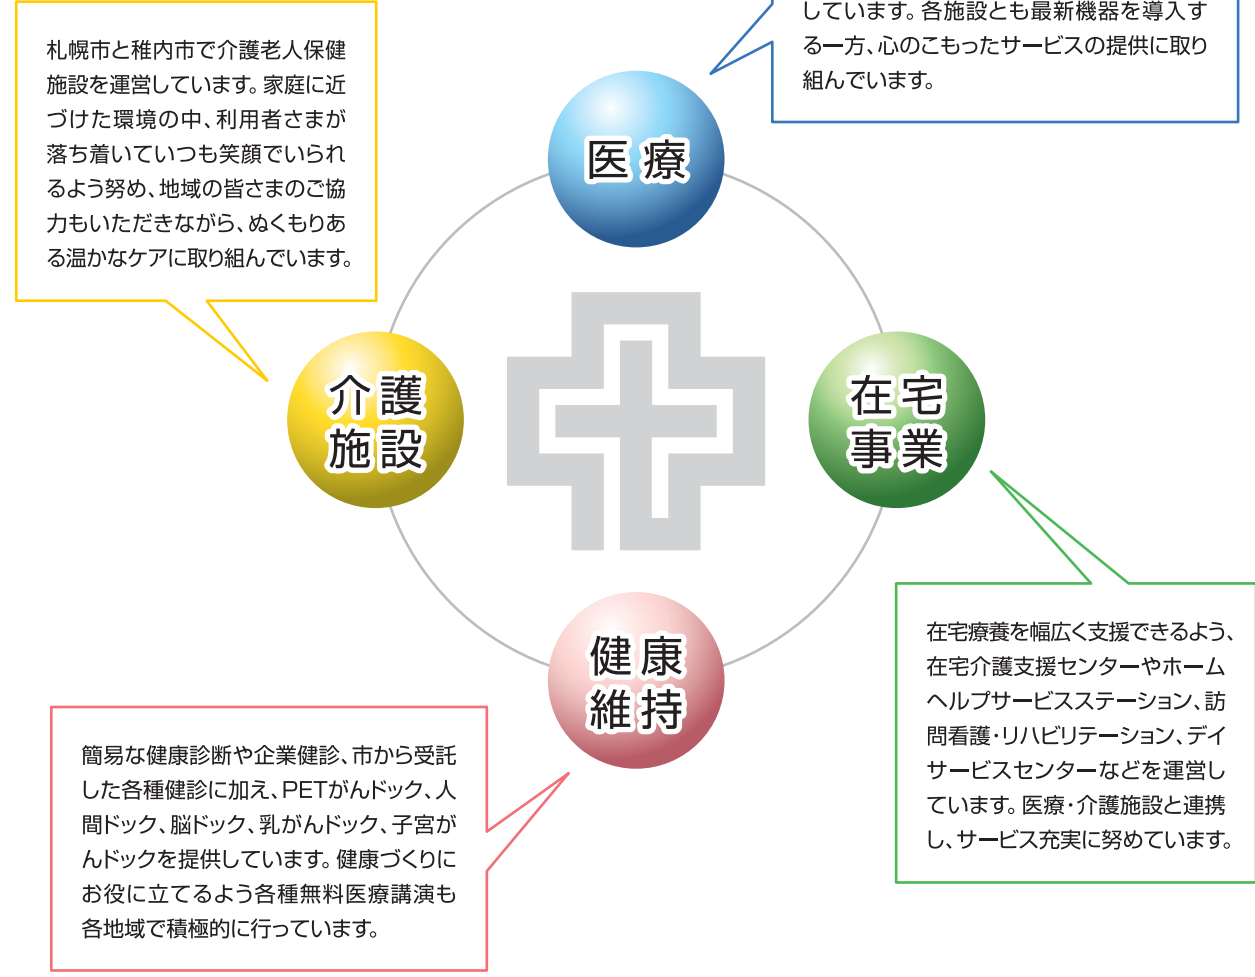 しています。各施設とも最新機器を導入す
る一方、心のこもったサービスの提供に取り
組んでいます。
札幌市と稚内市で介護老人保健
施設を運営しています。家庭に近
づけた環境の中、利用者さまが
落ち着いていつも笑顔でいられ
るよう努め、地域の皆さまのご協
力もいただきながら、ぬくもりあ
る温かなケアに取り組んでいます。
医療
介護
施設
在宅
事業
健康
維持
在宅療養を幅広く支援できるよう、
在宅介護支援センターやホーム
ヘルプサービスステーション、訪
問看護・リハビリテーション、デイ
サービスセンターなどを運営し
ています。医療・介護施設と連携
し、サービス充実に努めています。
簡易な健康診断や企業健診、市から受託
した各種健診に加え、PETがんドック、人
間ドック、脳ドック、乳がんドック、子宮が
んドックを提供しています。健康づくりに
お役に立てるよう各種無料医療講演も
各地域で積極的に行っています。